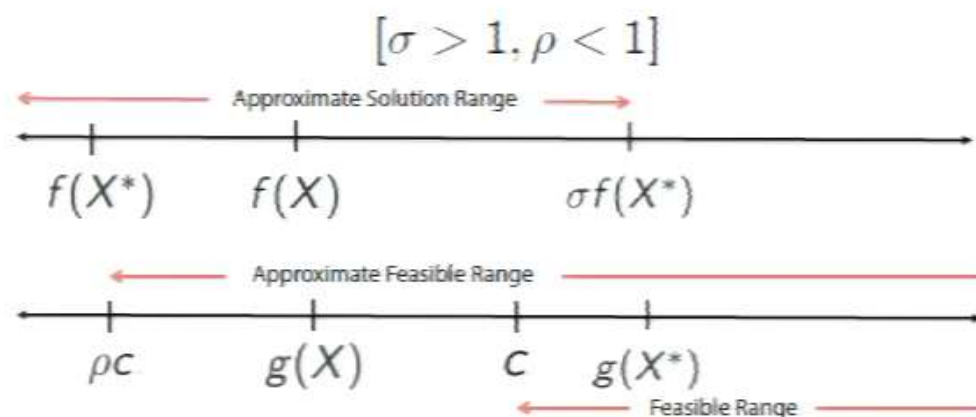 [σ > 1, ρ < 1]
Approximate Solution Range
f(X*) f(X) σf(X*)
Approximate Feasible Range
ρc g(X) c g(X*)
Feasible Range